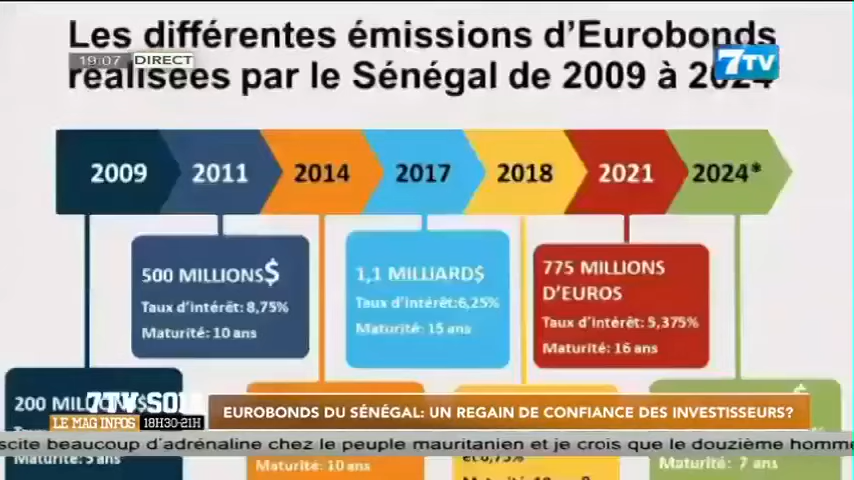 Les différentes émissions d'Eurobonds
réalisées par le Sénégal de 2009 à 2024
19:07 DIRECT
7TV
2009
2011
2014
2017
2018
2021
2024*
500 MILLIONS$
Taux d'intérêt: 8,75%
Maturité: 10 ans
1,1 MILLIARD$
Taux d'intérêt:6,25%
Maturité: 15 ans
775 MILLIONS
D'EUROS
Taux d'intérêt: 5,375%
Maturité: 16 ans
200
$
7TV SOIR
LE MAG INFOS 18H30-21H
EUROBONDS DU SÉNÉGAL: UN REGAIN DE CONFIANCE DES INVESTISSEURS?
beaucoup d'adrénaline chez le peuple mauritanien et je crois que le douzième homme
Maturité: 5 ans
Maturité: 10 ans
Maturité: 7 ans